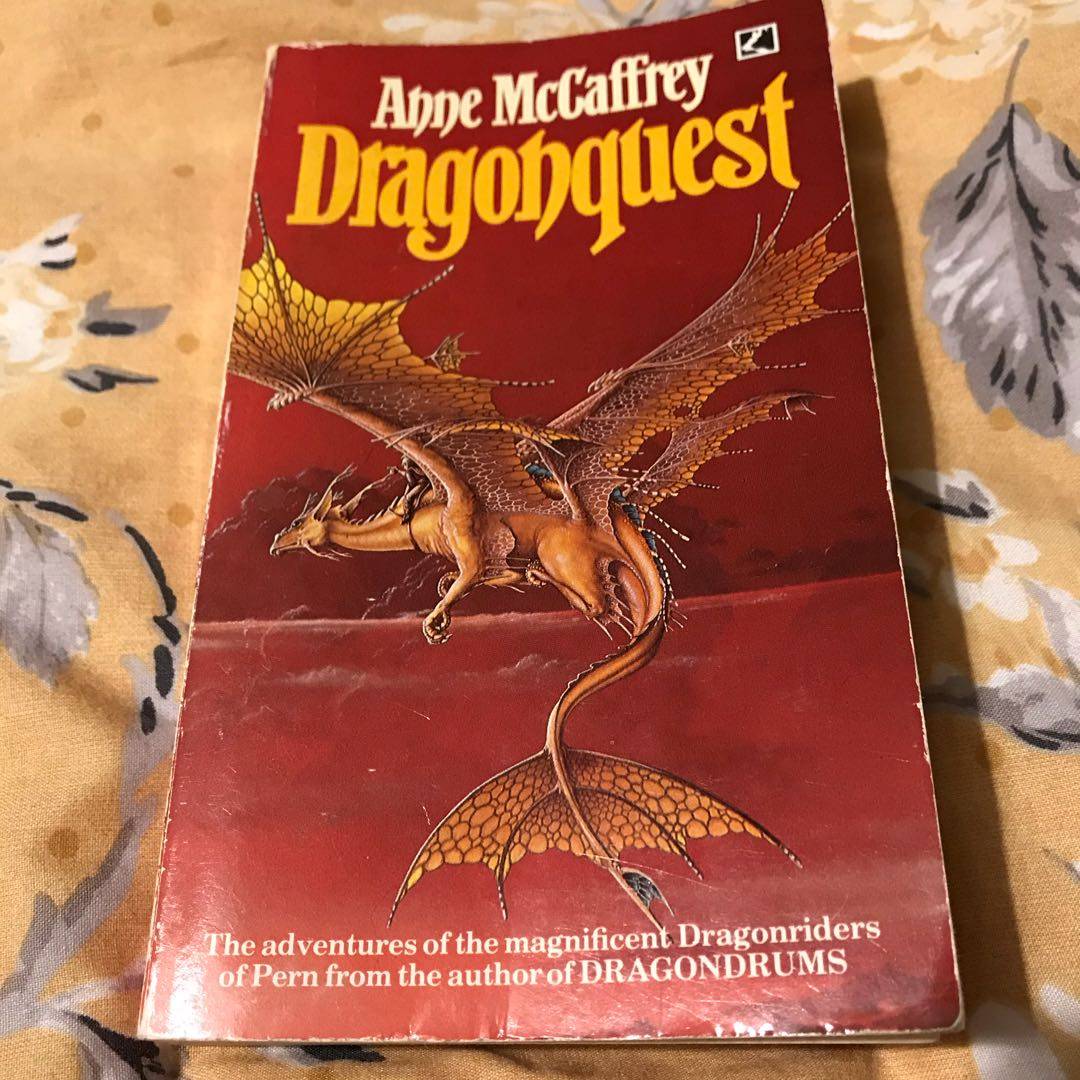 Anne McCaffrey
Dragonquest
The adventures of the magnificent Dragonriders
of Pern from the author of DRAGONDRUMS